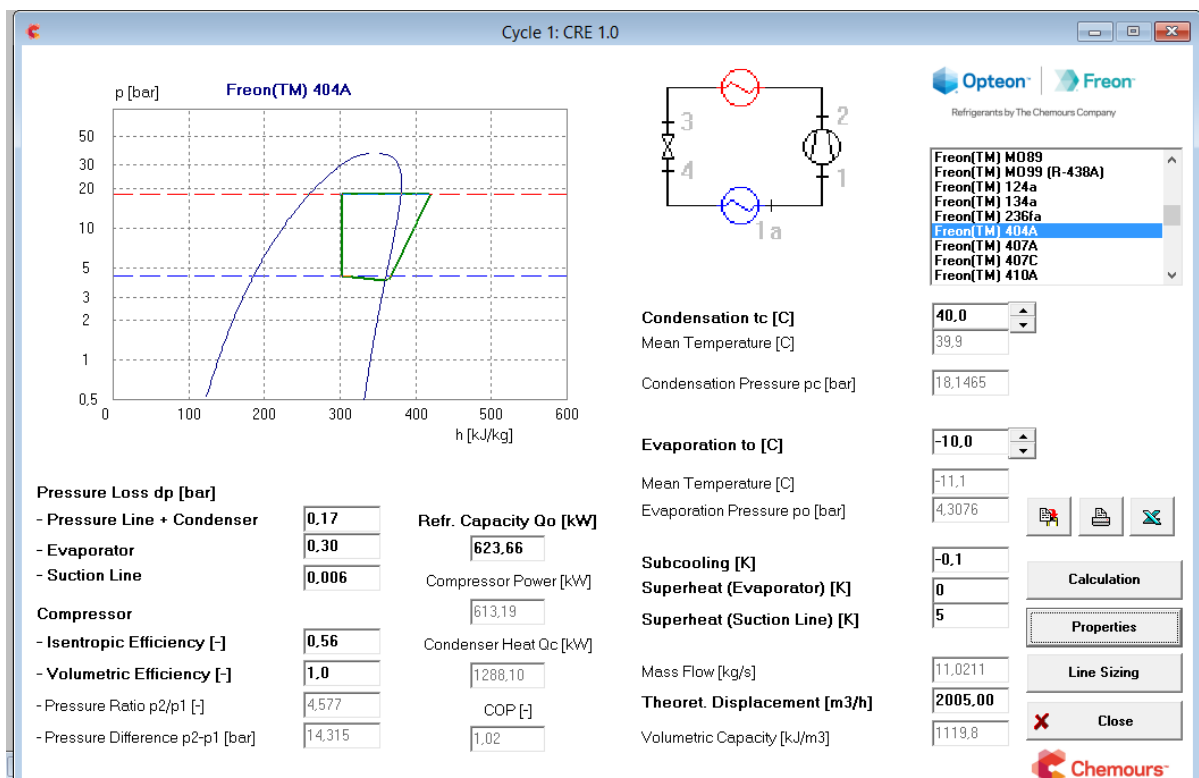 Cycle 1: CRE 1.0
p [bar]
Freon(TM) 404A
50
30
20
10
5
3
2
1
0,5
0
100
200
300
400
500
600
h [kJ/kg]
3
4
2
1
1a
Opteon™
Freon™
Refrigerants by The Chemours Company
Freon(TM) MO89
Freon(TM) MO99 (R-438A)
Freon(TM) 124a
Freon(TM) 134a
Freon(TM) 236fa
Freon(TM) 404A
Freon(TM) 407A
Freon(TM) 407C
Freon(TM) 410A
Condensation tc [C]
40,0
Mean Temperature [C]
39,9
Condensation Pressure pc [bar]
18,1465
Evaporation to [C]
-10,0
Mean Temperature [C]
-11,1
Evaporation Pressure po [bar]
4,3076
Subcooling [K]
-0,1
Superheat (Evaporator) [K]
0
Superheat (Suction Line) [K]
5
Mass Flow [kg/s]
11,0211
Theoret. Displacement [m3/h]
2005,00
Volumetric Capacity [kJ/m3]
1119,8
Pressure Loss dp [bar]
- Pressure Line + Condenser
0,17
- Evaporator
0,30
- Suction Line
0,006
Compressor
- Isentropic Efficiency [-]
0,56
- Volumetric Efficiency [-]
1,0
- Pressure Ratio p2/p1 [-]
4,577
- Pressure Difference p2-p1 [bar]
14,315
Refr. Capacity Qo [kW]
623,66
Compressor Power [kW]
613,19
Condenser Heat Qc [kW]
1288,10
COP [-]
1,02
Calculation
Properties
Line Sizing
Close
Chemours™